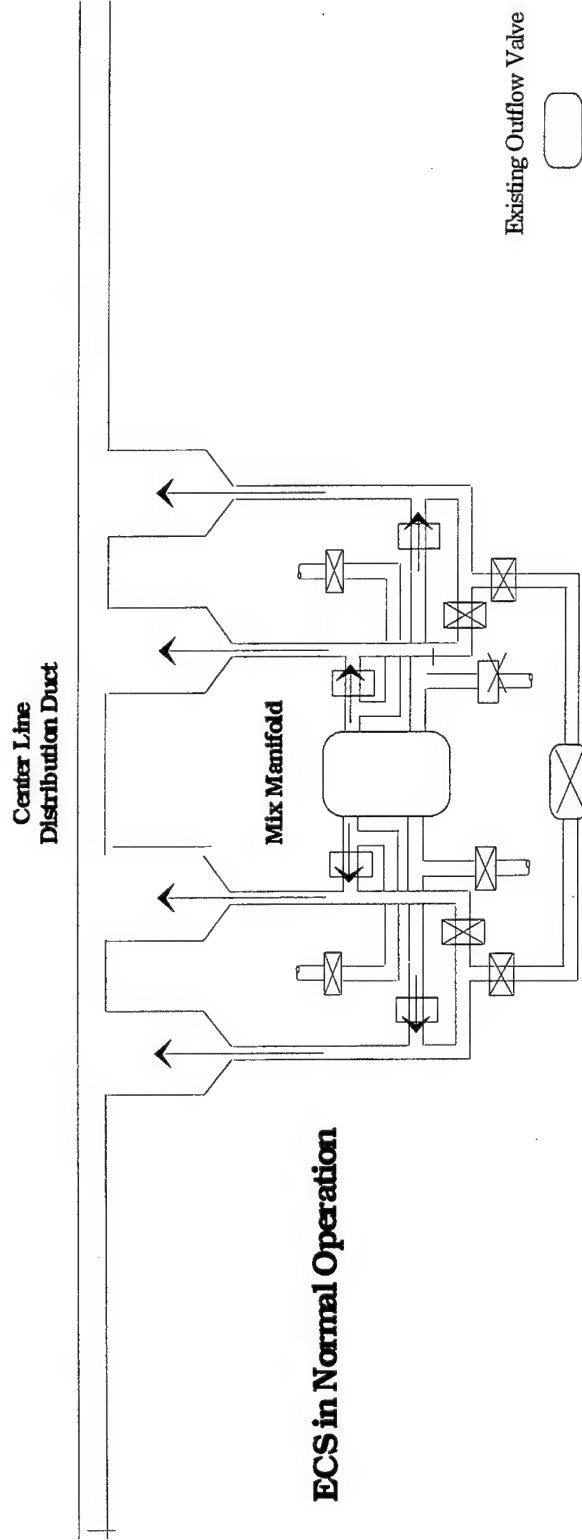 Center Line
Distribution Duct
Mix Manifold
ECS in Normal Operation
Existing Outflow Valve